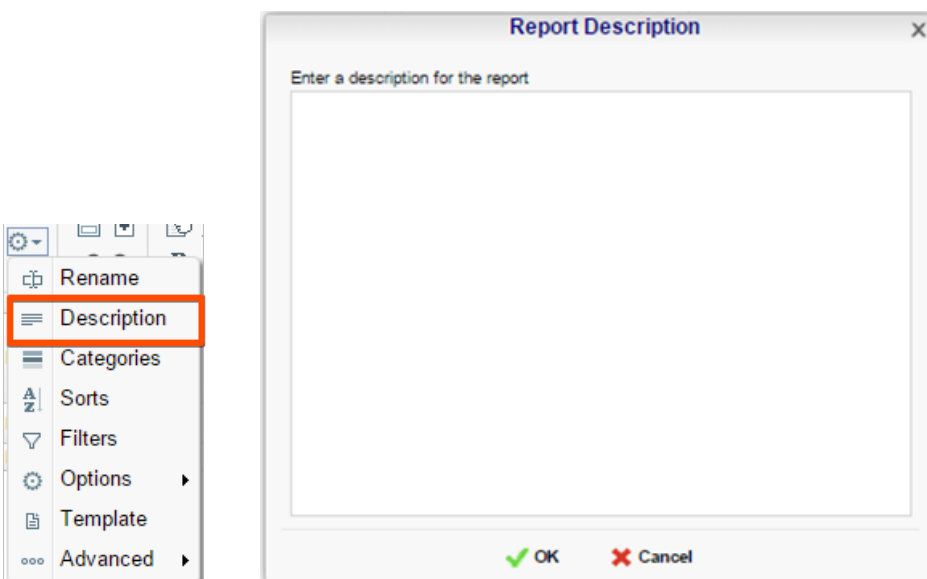 Report Description
Enter a description for the report
Rename
Description
Categories
Sorts
Filters
Options
Template
Advanced
OK Cancel